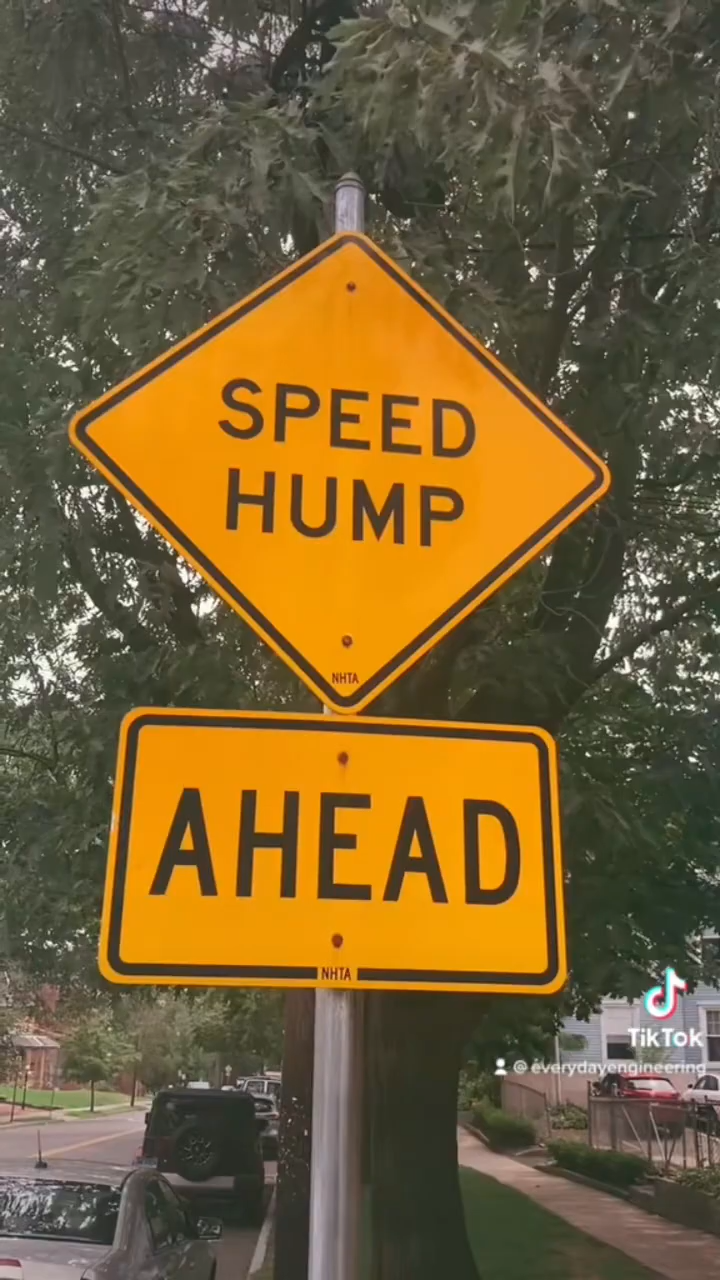 SPEED
HUMP
NHTA
AHEAD
NHTA
TikTok
@everydayengineering